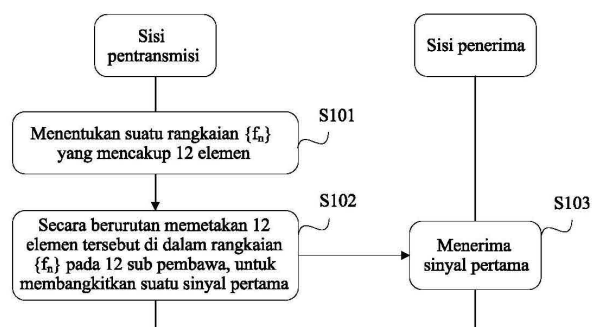 Sisi
pentransmisi
Sisi penerima
S101
Menentukan suatu rangkaian {fₙ}
yang mencakup 12 elemen
S102
Secara berurutan memetakan 12
elemen tersebut di dalam rangkaian
{fₙ} pada 12 sub pembawa, untuk
membangkitkan suatu sinyal pertama
S103
Menerima
sinyal pertama